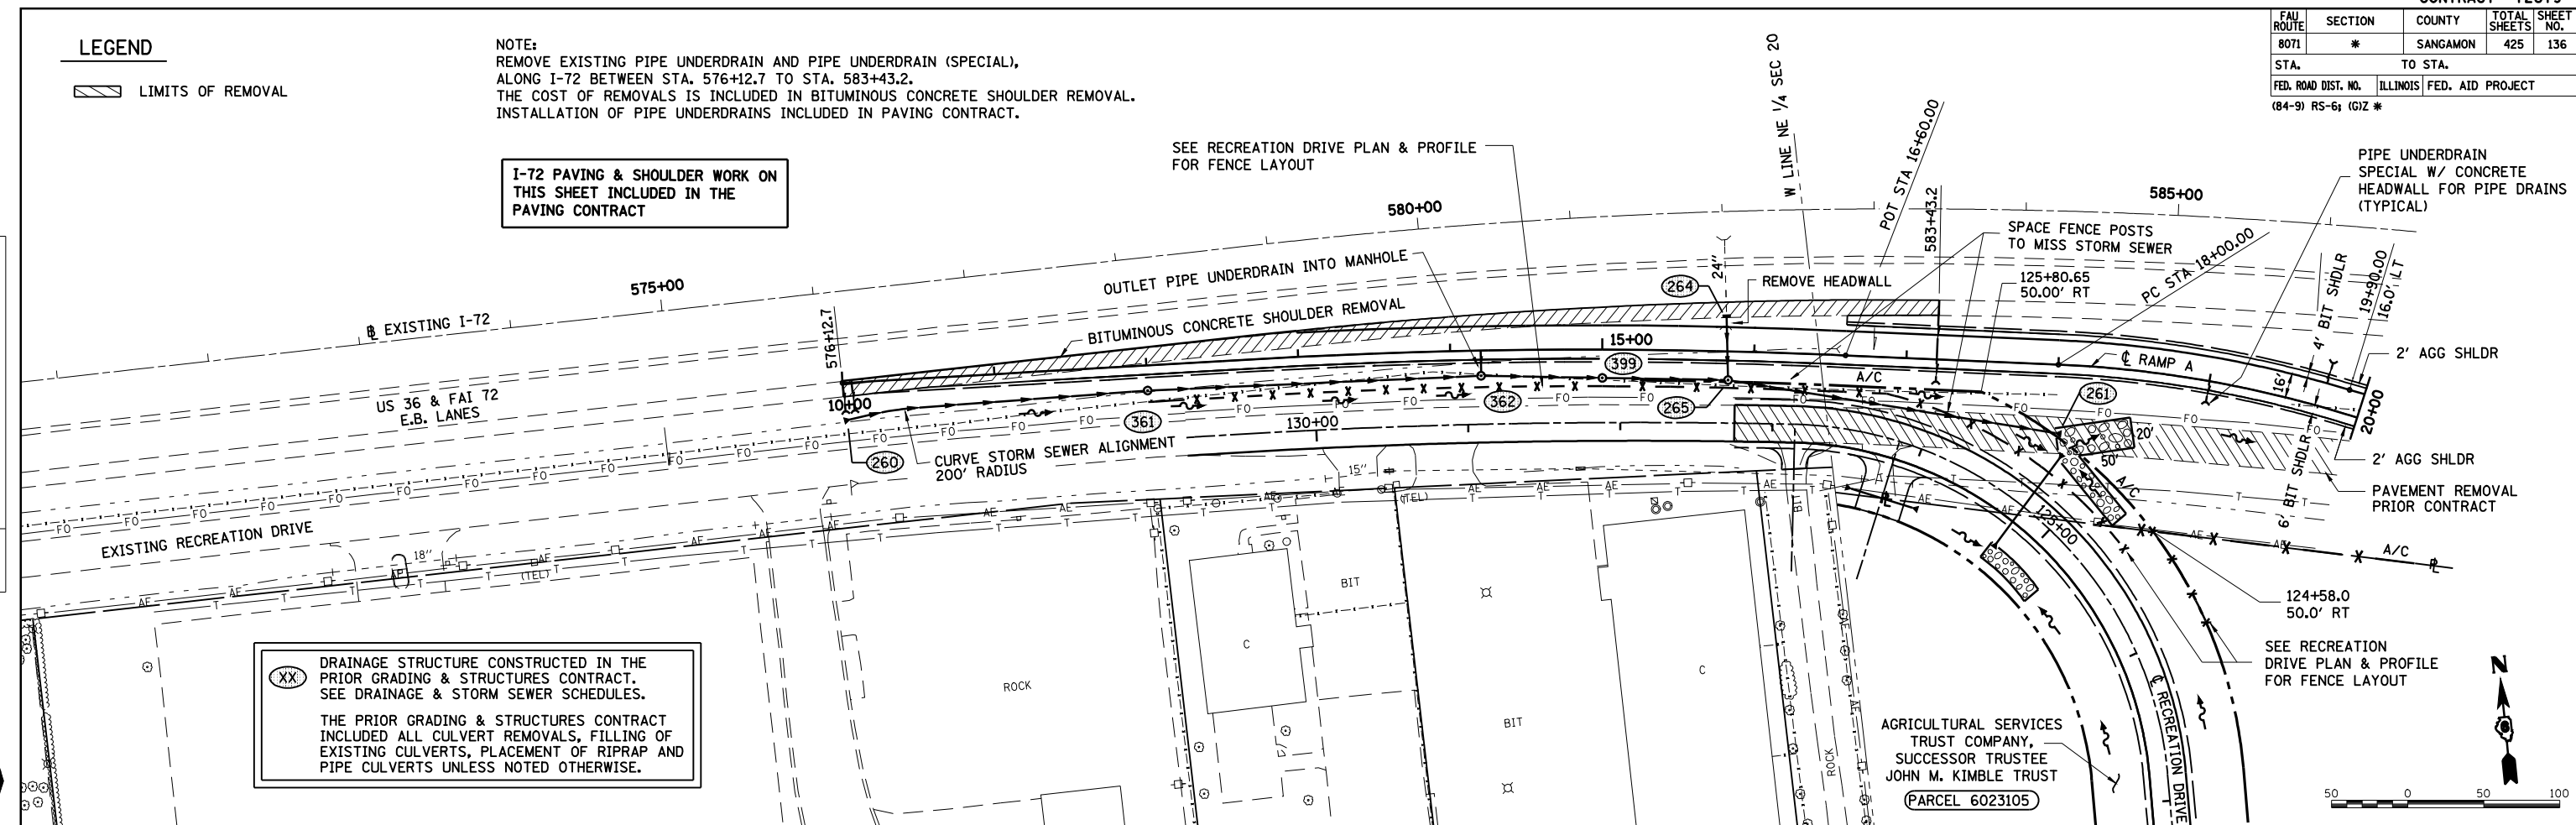 LEGEND
LIMITS OF REMOVAL
NOTE:
REMOVE EXISTING PIPE UNDERDRAIN AND PIPE UNDERDRAIN (SPECIAL),
ALONG I-72 BETWEEN STA. 576+12.7 TO STA. 583+43.2.
THE COST OF REMOVALS IS INCLUDED IN BITUMINOUS CONCRETE SHOULDER REMOVAL.
INSTALLATION OF PIPE UNDERDRAINS INCLUDED IN PAVING CONTRACT.
I-72 PAVING & SHOULDER WORK ON
THIS SHEET INCLUDED IN THE
PAVING CONTRACT
FAU ROUTE SECTION COUNTY TOTAL SHEETS SHEET NO.
8071 * SANGAMON 425 136
STA. TO STA.
FED. ROAD DIST. NO. ILLINOIS FED. AID PROJECT
(84-9) RS-6; (G)Z *
SEE RECREATION DRIVE PLAN & PROFILE
FOR FENCE LAYOUT
W LINE NE 1/4 SEC 20
POT STA 16+60.00
583+43.2
PIPE UNDERDRAIN
SPECIAL W/ CONCRETE
HEADWALL FOR PIPE DRAINS
(TYPICAL)
585+00
580+00
575+00
SPACE FENCE POSTS
TO MISS STORM SEWER
125+80.65
50.00' RT
PC STA 18+00.00
4' BIT SHDLR
19+90.00
16.0' LT
OUTLET PIPE UNDERDRAIN INTO MANHOLE
24"
264
REMOVE HEADWALL
BITUMINOUS CONCRETE SHOULDER REMOVAL
℄ EXISTING I-72
576+12.7
15+00
399
2' AGG SHLDR
℄ RAMP A
16'
A/C
US 36 & FAI 72
E.B. LANES
10+00
361
362
265
261
20+00
130+00
260
CURVE STORM SEWER ALIGNMENT
200' RADIUS
15"
(TEL)
20'
50'
2' AGG SHLDR
6' BIT SHDLR
PAVEMENT REMOVAL
PRIOR CONTRACT
A/C
125+00
A/C
EXISTING RECREATION DRIVE
18"
(TEL)
BIT
BIT
124+58.0
50.0' RT
SEE RECREATION
DRIVE PLAN & PROFILE
FOR FENCE LAYOUT
C
C
ROCK
BIT
ROCK
XX
DRAINAGE STRUCTURE CONSTRUCTED IN THE
PRIOR GRADING & STRUCTURES CONTRACT.
SEE DRAINAGE & STORM SEWER SCHEDULES.
THE PRIOR GRADING & STRUCTURES CONTRACT
INCLUDED ALL CULVERT REMOVALS, FILLING OF
EXISTING CULVERTS, PLACEMENT OF RIPRAP AND
PIPE CULVERTS UNLESS NOTED OTHERWISE.
AGRICULTURAL SERVICES
TRUST COMPANY,
SUCCESSOR TRUSTEE
JOHN M. KIMBLE TRUST
PARCEL 6023105
℄ RECREATION DRIVE
N
50 0 50 100